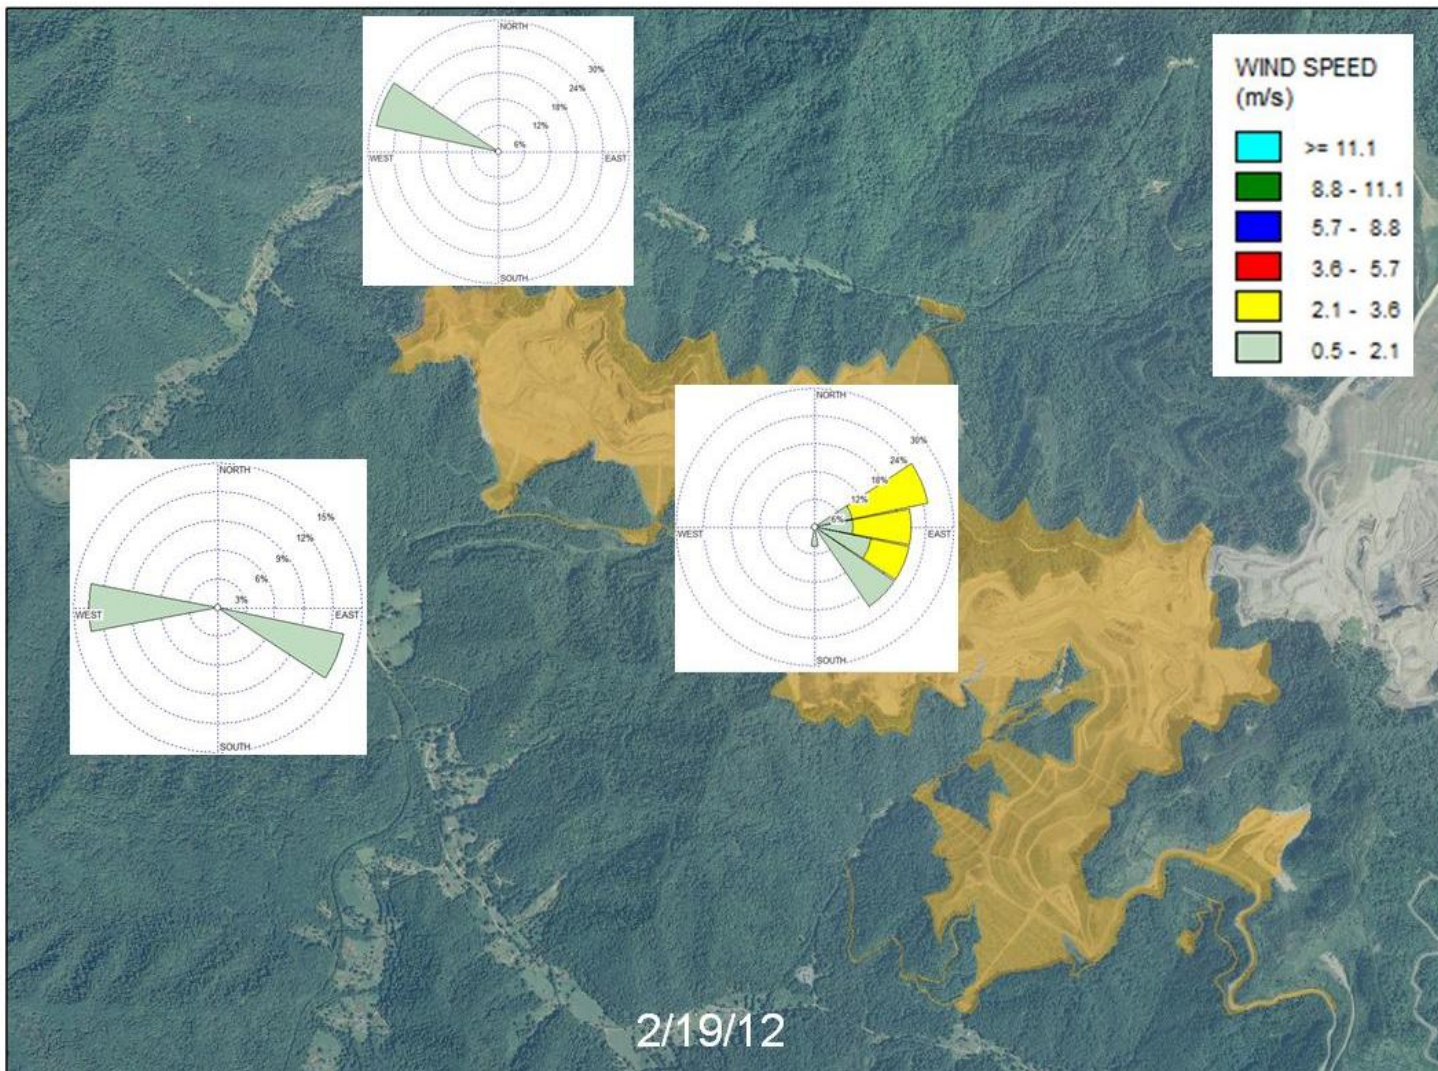 NORTH
30%
24%
18%
12%
6%
WEST
EAST
SOUTH
WIND SPEED
(m/s)
>= 11.1
8.8 - 11.1
5.7 - 8.8
3.6 - 5.7
2.1 - 3.6
0.5 - 2.1
NORTH
30%
24%
18%
12%
6%
WEST
EAST
SOUTH
NORTH
15%
12%
9%
6%
3%
WEST
EAST
SOUTH
2/19/12